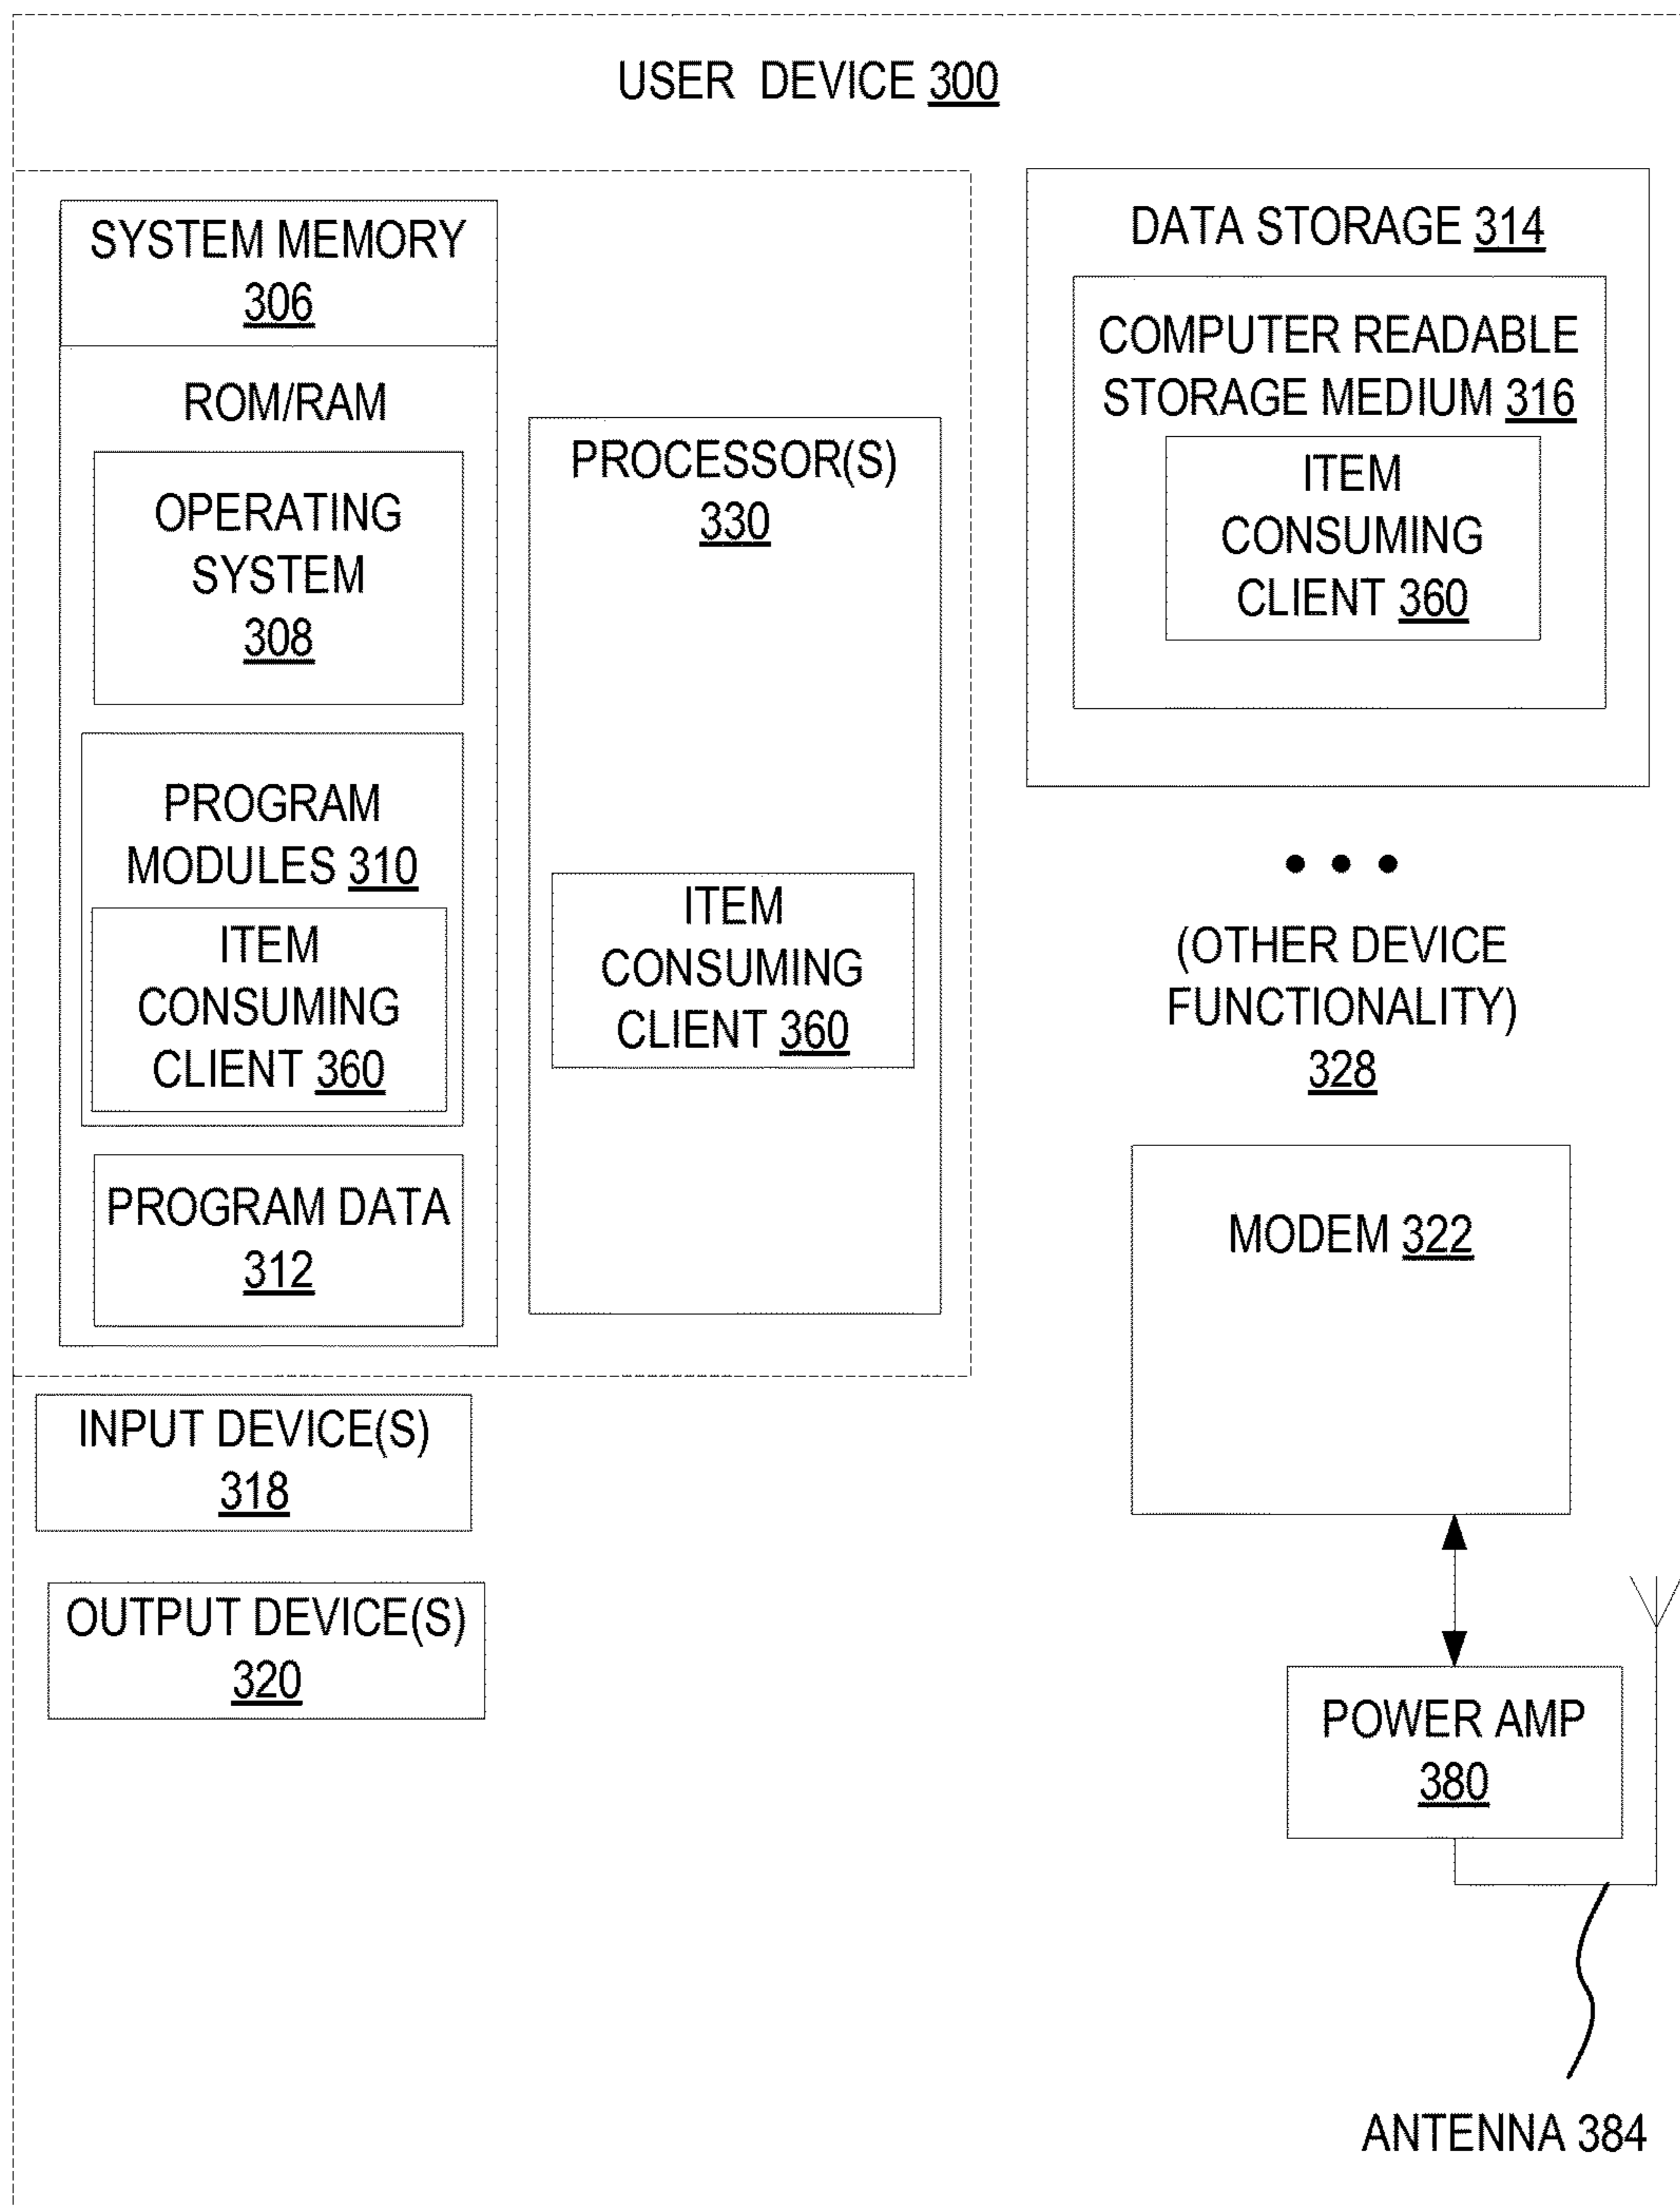 USER DEVICE 300
SYSTEM MEMORY
306
ROM/RAM
OPERATING
SYSTEM
308
PROGRAM
MODULES 310
ITEM
CONSUMING
CLIENT 360
PROGRAM DATA
312
PROCESSOR(S)
330
ITEM
CONSUMING
CLIENT 360
INPUT DEVICE(S)
318
OUTPUT DEVICE(S)
320
DATA STORAGE 314
COMPUTER READABLE
STORAGE MEDIUM 316
ITEM
CONSUMING
CLIENT 360
(OTHER DEVICE
FUNCTIONALITY)
328
MODEM 322
POWER AMP
380
ANTENNA 384